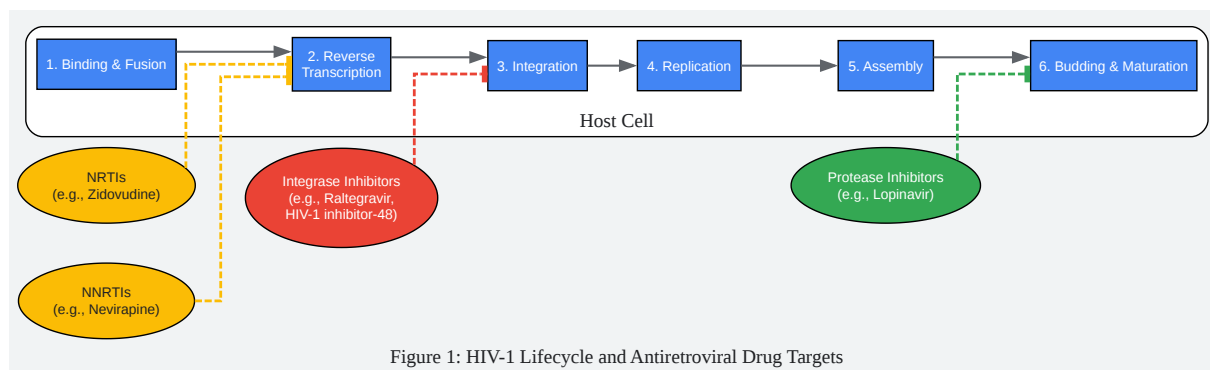 1. Binding & Fusion
2. Reverse
Transcription
3. Integration
4. Replication
5. Assembly
6. Budding & Maturation
Host Cell
NRTIs
(e.g., Zidovudine)
Integrase Inhibitors
(e.g., Raltegravir,
HIV-1 inhibitor-48)
Protease Inhibitors
(e.g., Lopinavir)
NNRTIs
(e.g., Nevirapine)
Figure 1: HIV-1 Lifecycle and Antiretroviral Drug Targets